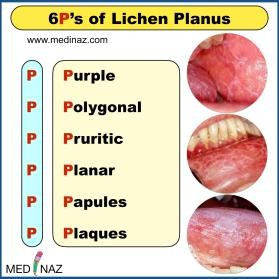 6P's of Lichen Planus
www.medinaz.com
P Purple
P Polygonal
P Pruritic
P Planar
P Papules
P Plaques
MEDINAZ